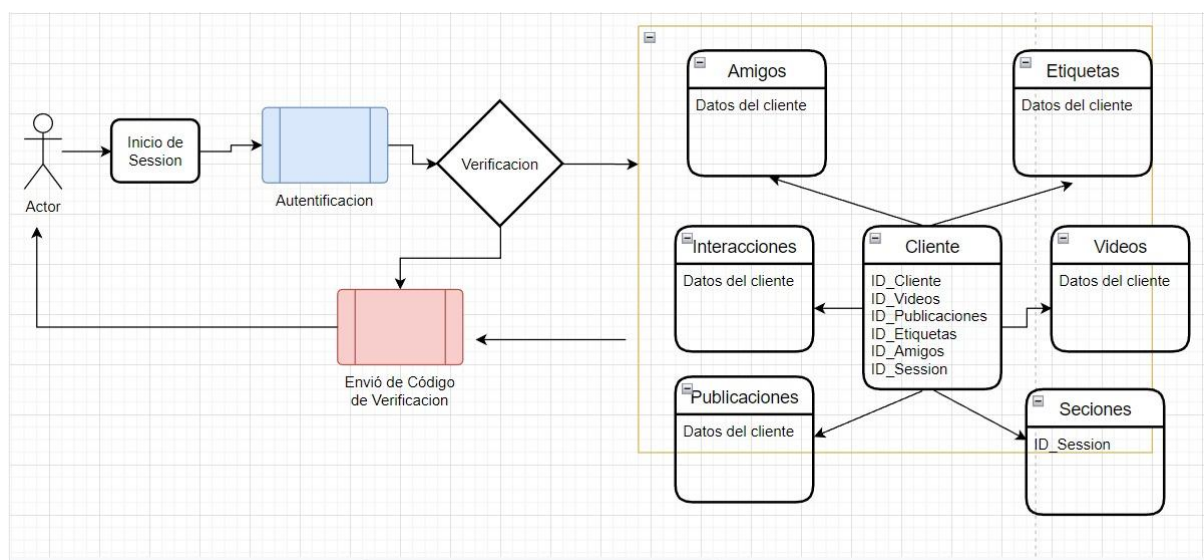 Actor
Inicio de
Session
Autentificacion
Verificacion
Envió de Código
de Verificacion
Amigos
Datos del cliente
Etiquetas
Datos del cliente
Interacciones
Datos del cliente
Cliente
ID_Cliente
ID_Videos
ID_Publicaciones
ID_Etiquetas
ID_Amigos
ID_Session
Videos
Datos del cliente
Publicaciones
Datos del cliente
Seciones
ID_Session